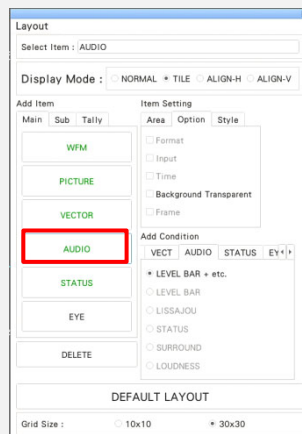 Layout
Select Item : AUDIO
Display Mode : NORMAL TILE ALIGN-H ALIGN-V
Add Item
Main Sub Tally
WFM
PICTURE
VECTOR
AUDIO
STATUS
EYE
DELETE
Item Setting
Area Option Style
Format
Input
Time
Background Transparent
Frame
Add Condition
VECT AUDIO STATUS EY
LEVEL BAR + etc.
LEVEL BAR
LISSAJOU
STATUS
SURROUND
LOUDNESS
DEFAULT LAYOUT
Grid Size : 10x10 30x30